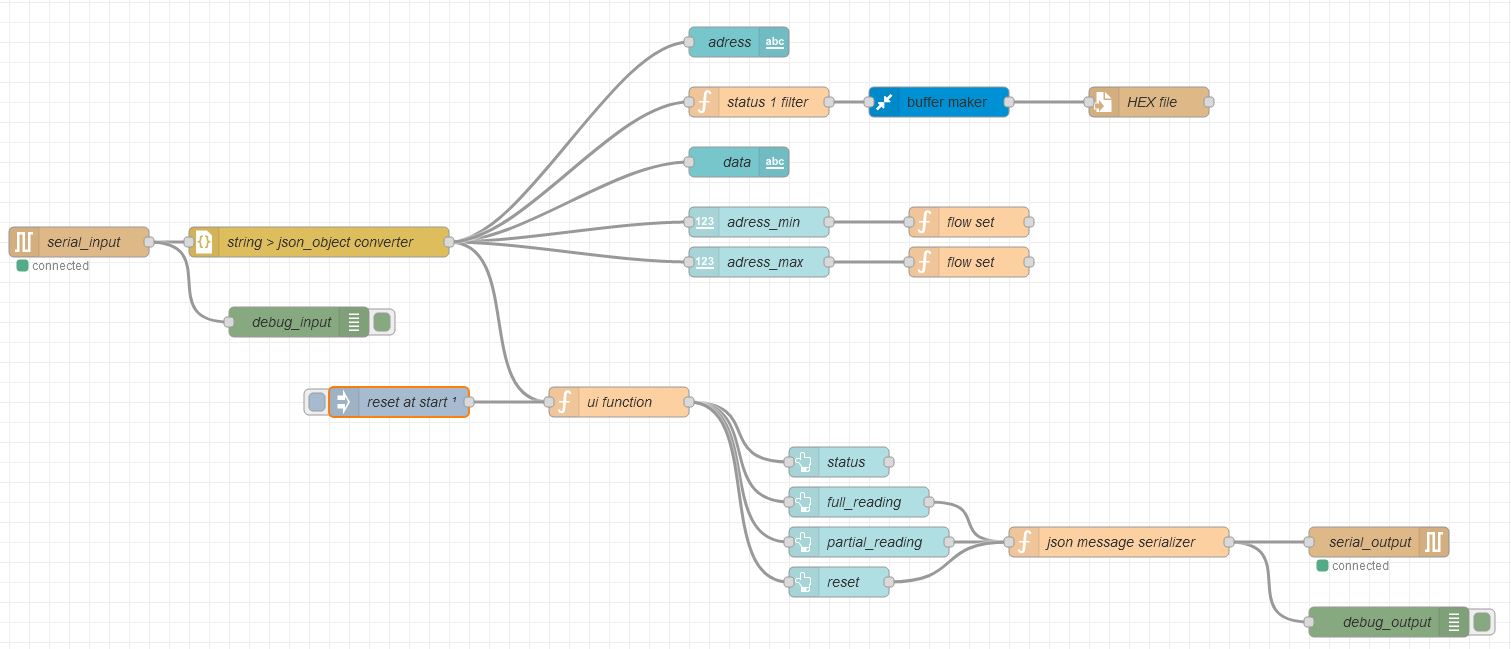 adress abc
status 1 filter
buffer maker
HEX file
data abc
123 adress_min
flow set
serial_input
{} string > json_object converter
123 adress_max
flow set
connected
debug_input
reset at start ¹
ui function
status
full_reading
partial_reading
json message serializer
serial_output
connected
reset
debug_output